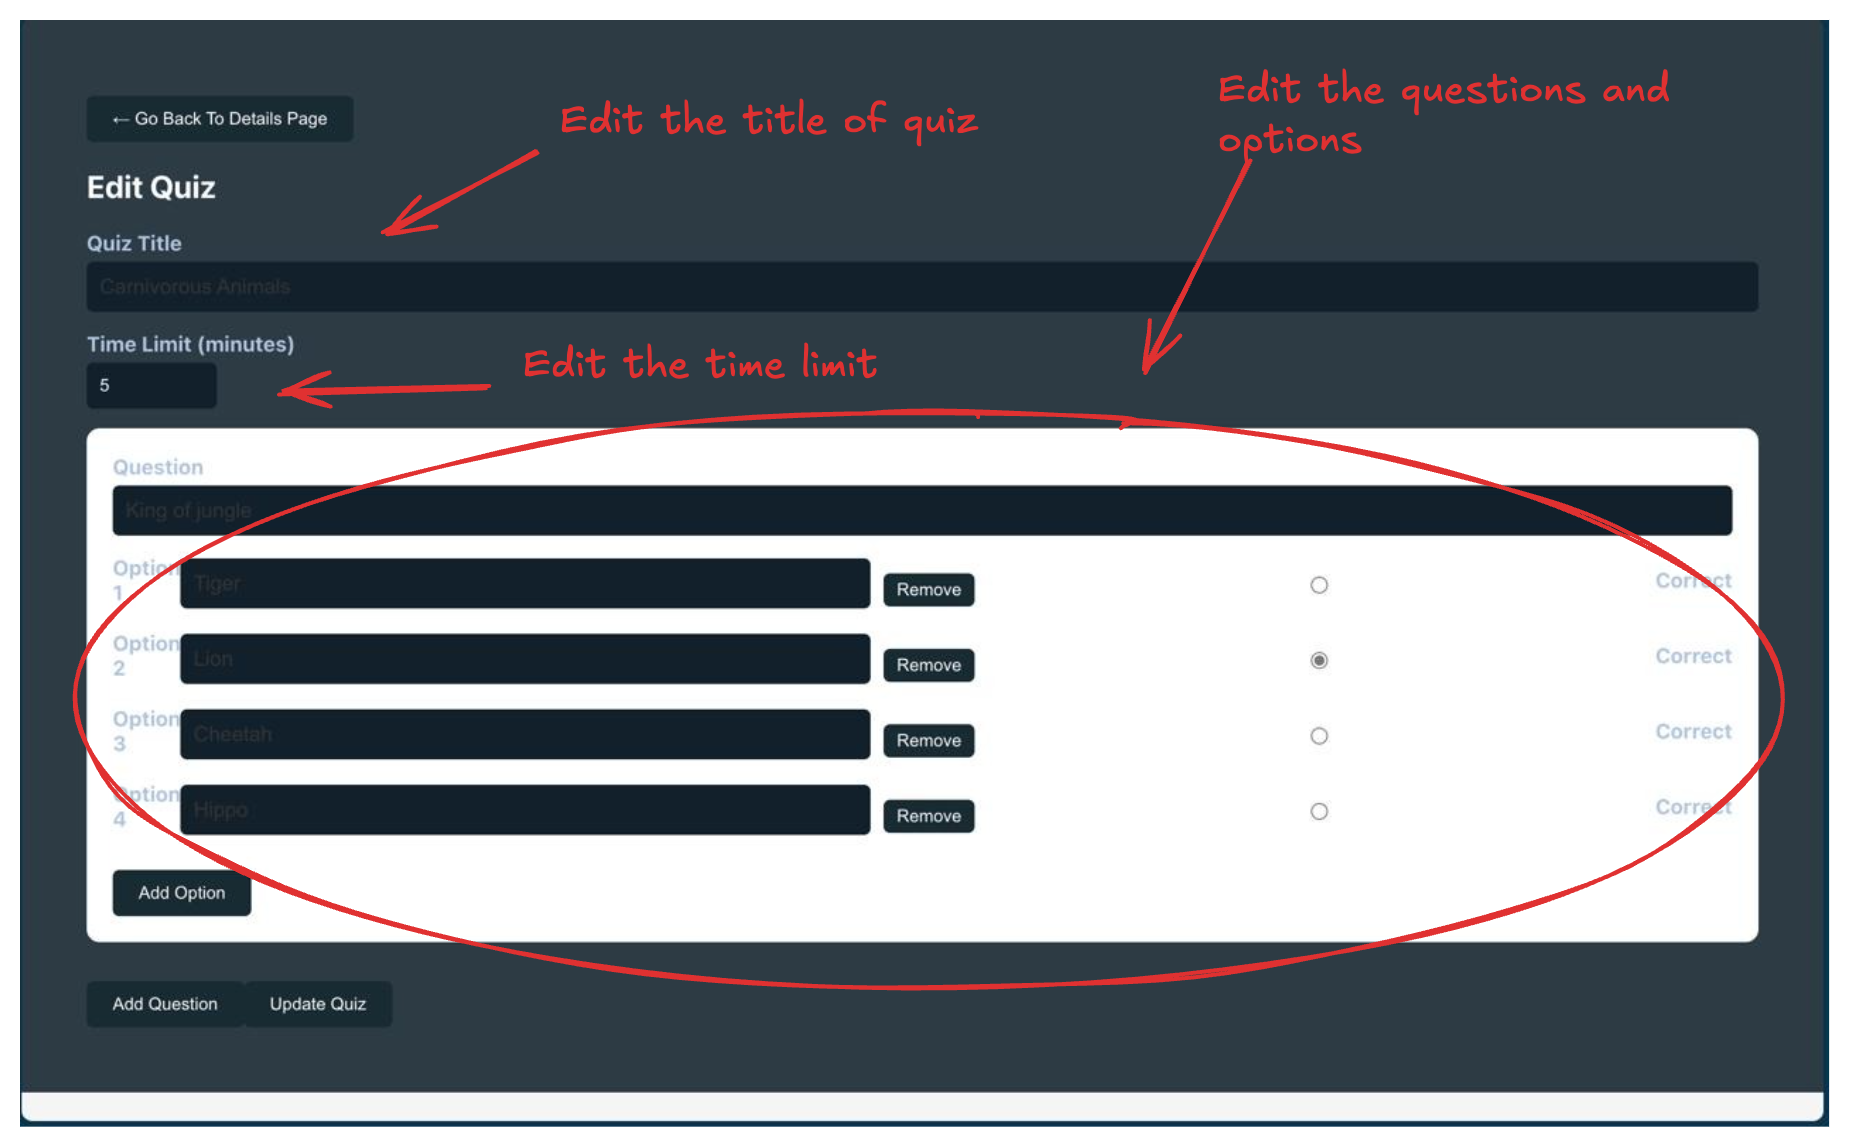 ← Go Back To Details Page
Edit the title of quiz
Edit the questions and
options
Edit Quiz
Quiz Title
Carnivorous Animals
Time Limit (minutes)
5
Edit the time limit
Question
King of jungle
Option
1
Tiger
Remove
Correct
Option
2
Lion
Remove
Correct
Option
3
Cheetah
Remove
Correct
Option
4
Hippo
Remove
Correct
Add Option
Add Question
Update Quiz